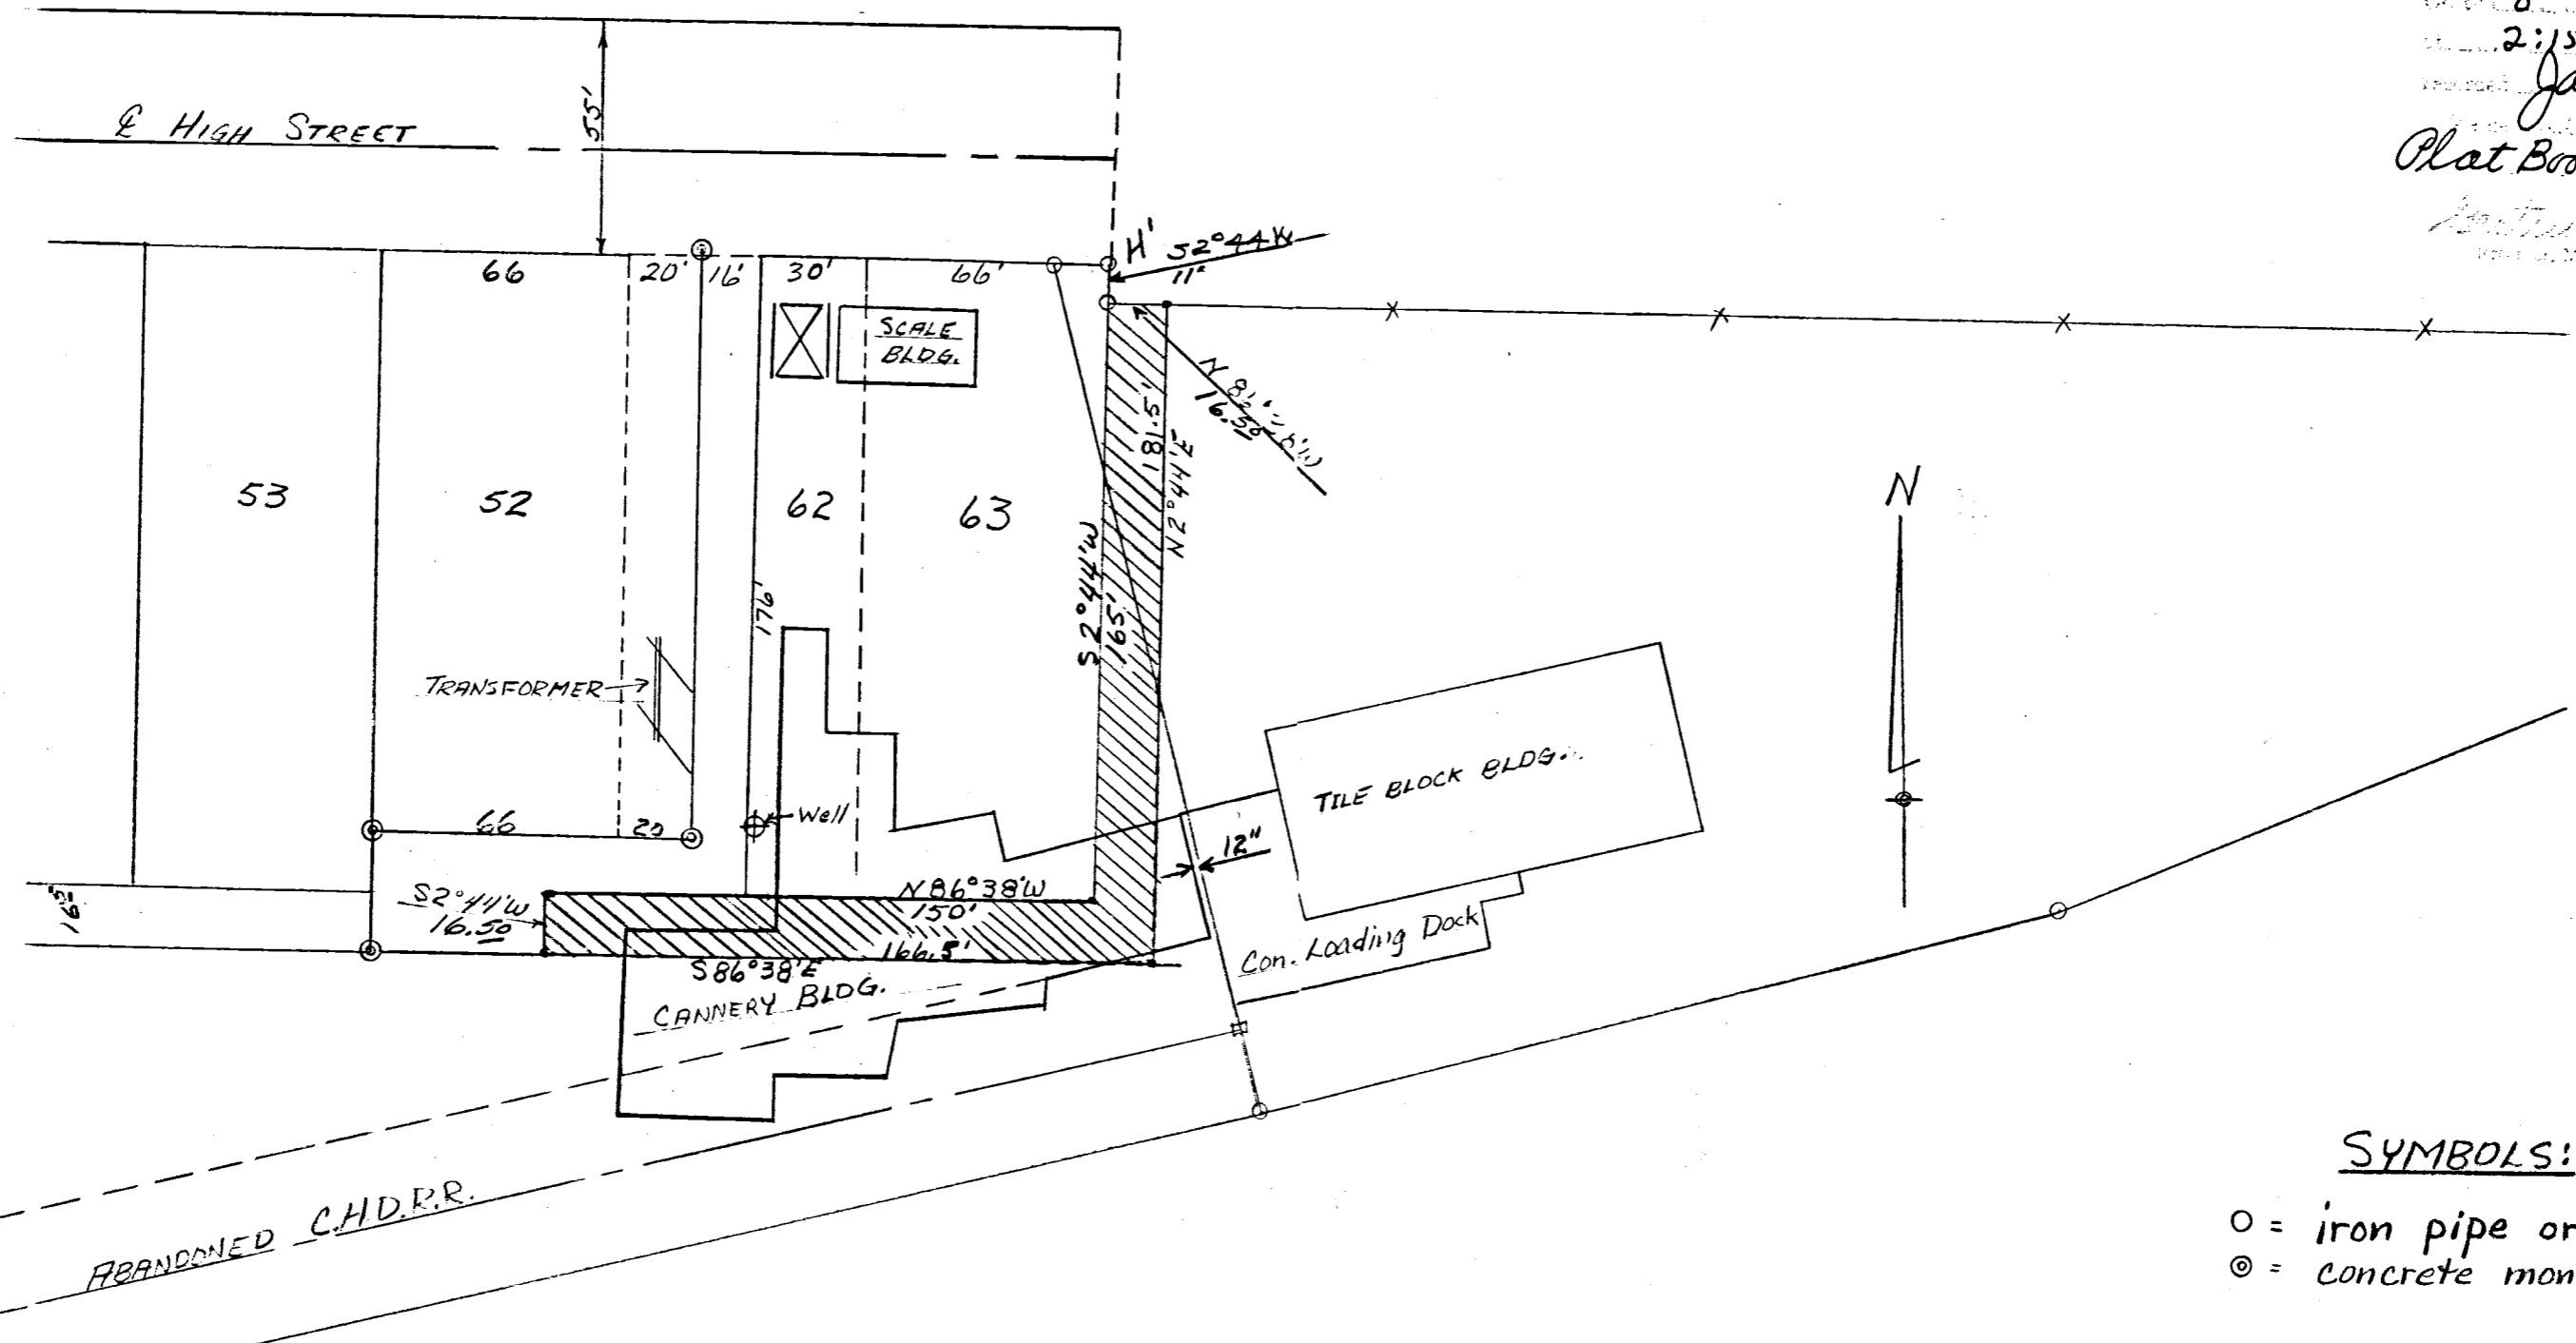 2:15
Ja
Plat Boo
℄ HIGH STREET
55'
H' S2°44W
11'
66 20' 16' 30' 66'
SCALE
BLDG.
16.50
181.5'
N2°44'E
53 52 62 63
N
S2°44'W
165'
176'
TRANSFORMER
TILE BLOCK BLDG.
Well
66 20
12"
N86°38'W
150'
S2°44'W
16.50
16.5'
166.5'
S86°38'E
Con. Loading Dock
CANNERY BLDG.
ABANDONED C.H.D.R.R.
SYMBOLS:
○ = iron pipe or
◎ = concrete mon